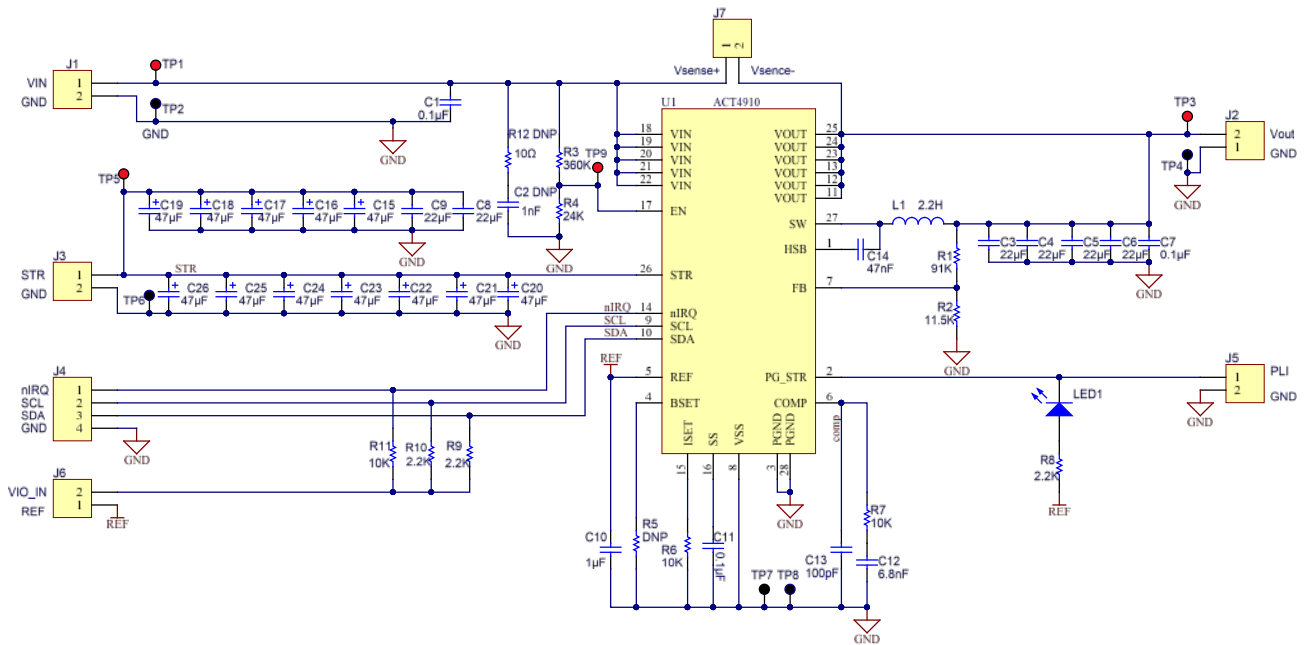 J7
1 2
Vsense+ Vsence-
J1
VIN 1
GND 2
TP1
TP2
GND
C1
0.1µF
GND
R12 DNP
10Ω
C2 DNP
1nF
R3
360K
TP9
R4
24K
GND
U1 ACT4910
18 VIN
19 VIN
20 VIN
21 VIN
22 VIN
17 EN
26 STR
14 nIRQ
9 SCL
10 SDA
5 REF
4 BSET
VOUT 25
VOUT 24
VOUT 23
VOUT 13
VOUT 12
VOUT 11
SW 27
HSB 1
FB 7
PG_STR 2
COMP 6
ISET 15
SS 16
VSS 8
PGND 3
PGND 28
GND
TP3
J2
2 Vout
1 GND
TP4
GND
L1 2.2H
C14
47nF
R1
91K
R2
11.5K
GND
C3
22µF
C4
22µF
C5
22µF
C6
22µF
C7
0.1µF
GND
TP5
C19
47µF
C18
47µF
C17
47µF
C16
47µF
C15
47µF
C9
22µF
C8
22µF
GND
J3
STR 1
GND 2
STR
TP6
C26
47µF
C25
47µF
C24
47µF
C23
47µF
C22
47µF
C21
47µF
C20
47µF
GND
nIRQ
SCL
SDA
REF
J4
nIRQ 1
SCL 2
SDA 3
GND 4
GND
R11
10K
R10
2.2K
R9
2.2K
J6
VIO_IN 2
REF 1
REF
C10
1µF
R5
DNP
R6
10K
C11
0.1µF
TP7 TP8
comp
C13
100pF
R7
10K
C12
6.8nF
GND
J5
1 PLI
2 GND
GND
LED1
R8
2.2K
REF